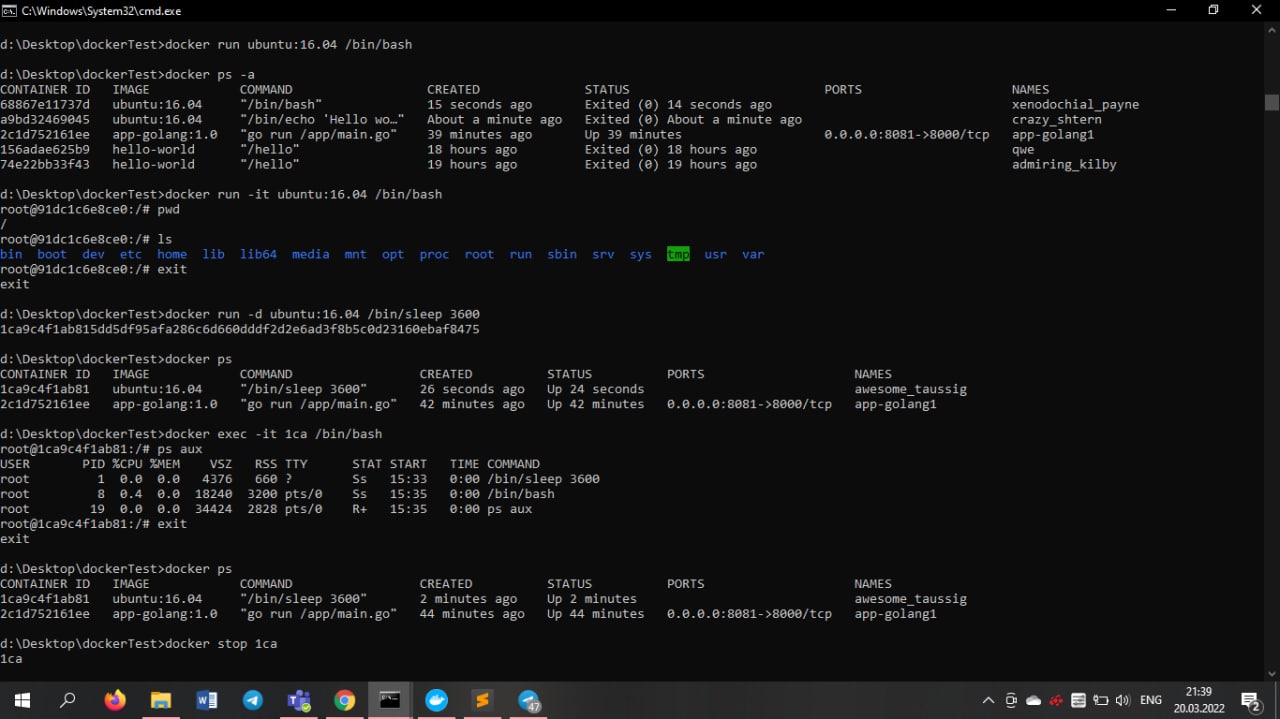 C:\Windows\System32\cmd.exe
d:\Desktop\dockerTest>docker run ubuntu:16.04 /bin/bash
d:\Desktop\dockerTest>docker ps -a
CONTAINER ID   IMAGE            COMMAND                  CREATED              STATUS                          PORTS                    NAMES
68867e11737d   ubuntu:16.04     "/bin/bash"              15 seconds ago       Exited (0) 14 seconds ago                                xenodochial_payne
a9bd32469045   ubuntu:16.04     "/bin/echo 'Hello wo…"   About a minute ago   Exited (0) About a minute ago                            crazy_shtern
2c1d752161ee   app-golang:1.0   "go run /app/main.go"    39 minutes ago       Up 39 minutes                   0.0.0.0:8081->8000/tcp   app-golang1
156adae625b9   hello-world      "/hello"                 18 hours ago         Exited (0) 18 hours ago                                  qwe
74e22bb33f43   hello-world      "/hello"                 19 hours ago         Exited (0) 19 hours ago                                  admiring_kilby
d:\Desktop\dockerTest>docker run -it ubuntu:16.04 /bin/bash
root@91dc1c6e8ce0:/# pwd
/
root@91dc1c6e8ce0:/# ls
bin  boot  dev  etc  home  lib  lib64  media  mnt  opt  proc  root  run  sbin  srv  sys  tmp  usr  var
root@91dc1c6e8ce0:/# exit
exit
d:\Desktop\dockerTest>docker run -d ubuntu:16.04 /bin/sleep 3600
1ca9c4f1ab815dd5df95afa286c6d660dddf2d2e6ad3f8b5c0d23160ebaf8475
d:\Desktop\dockerTest>docker ps
CONTAINER ID   IMAGE            COMMAND                 CREATED          STATUS          PORTS                    NAMES
1ca9c4f1ab81   ubuntu:16.04     "/bin/sleep 3600"       26 seconds ago   Up 24 seconds                            awesome_taussig
2c1d752161ee   app-golang:1.0   "go run /app/main.go"   42 minutes ago   Up 42 minutes   0.0.0.0:8081->8000/tcp   app-golang1
d:\Desktop\dockerTest>docker exec -it 1ca /bin/bash
root@1ca9c4f1ab81:/# ps aux
USER       PID %CPU %MEM    VSZ   RSS TTY      STAT START   TIME COMMAND
root         1  0.0  0.0   4376   660 ?        Ss   15:33   0:00 /bin/sleep 3600
root         8  0.4  0.0  18240  3200 pts/0    Ss   15:35   0:00 /bin/bash
root        19  0.0  0.0  34424  2828 pts/0    R+   15:35   0:00 ps aux
root@1ca9c4f1ab81:/# exit
exit
d:\Desktop\dockerTest>docker ps
CONTAINER ID   IMAGE            COMMAND                 CREATED          STATUS          PORTS                    NAMES
1ca9c4f1ab81   ubuntu:16.04     "/bin/sleep 3600"       2 minutes ago    Up 2 minutes                             awesome_taussig
2c1d752161ee   app-golang:1.0   "go run /app/main.go"   44 minutes ago   Up 44 minutes   0.0.0.0:8081->8000/tcp   app-golang1
d:\Desktop\dockerTest>docker stop 1ca
1ca
47
ENG
21:39
20.03.2022
2